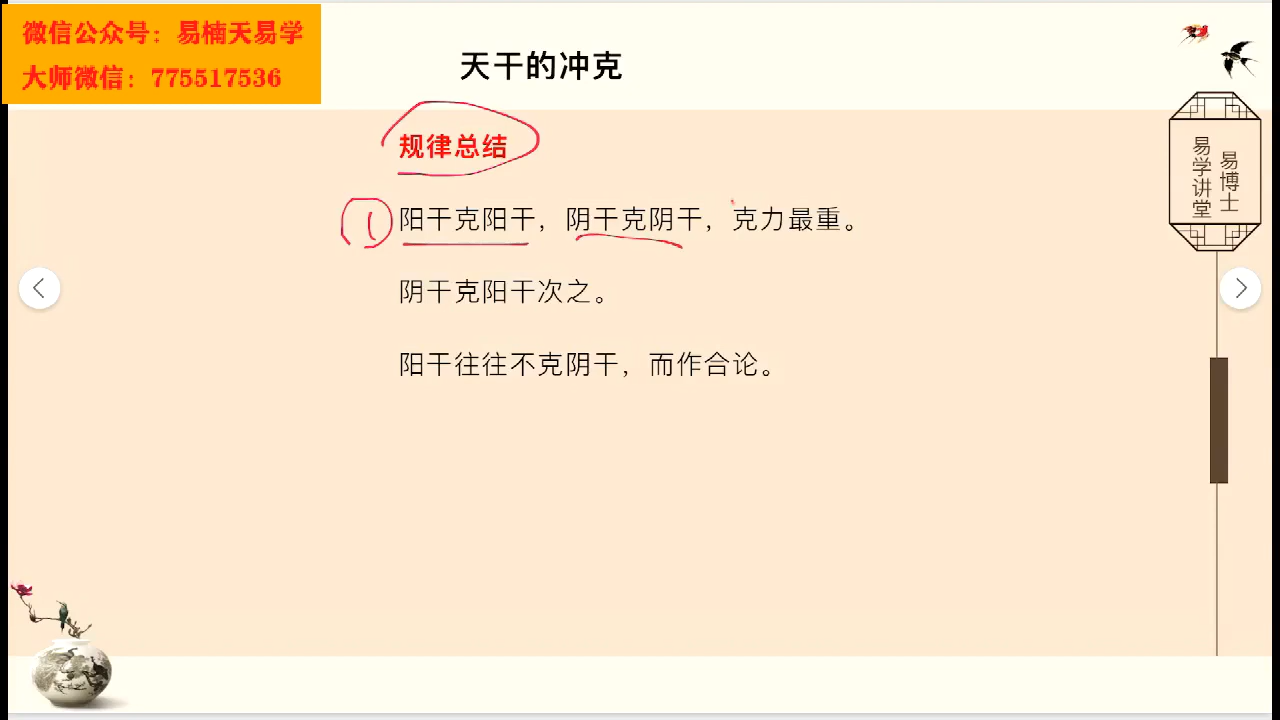 微信公众号：易楠天易学
大师微信：775517536
天干的冲克
规律总结
① 阳干克阳干，阴干克阴干，克力最重。
阴干克阳干次之。
阳干往往不克阴干，而作合论。
易博士
易学讲堂